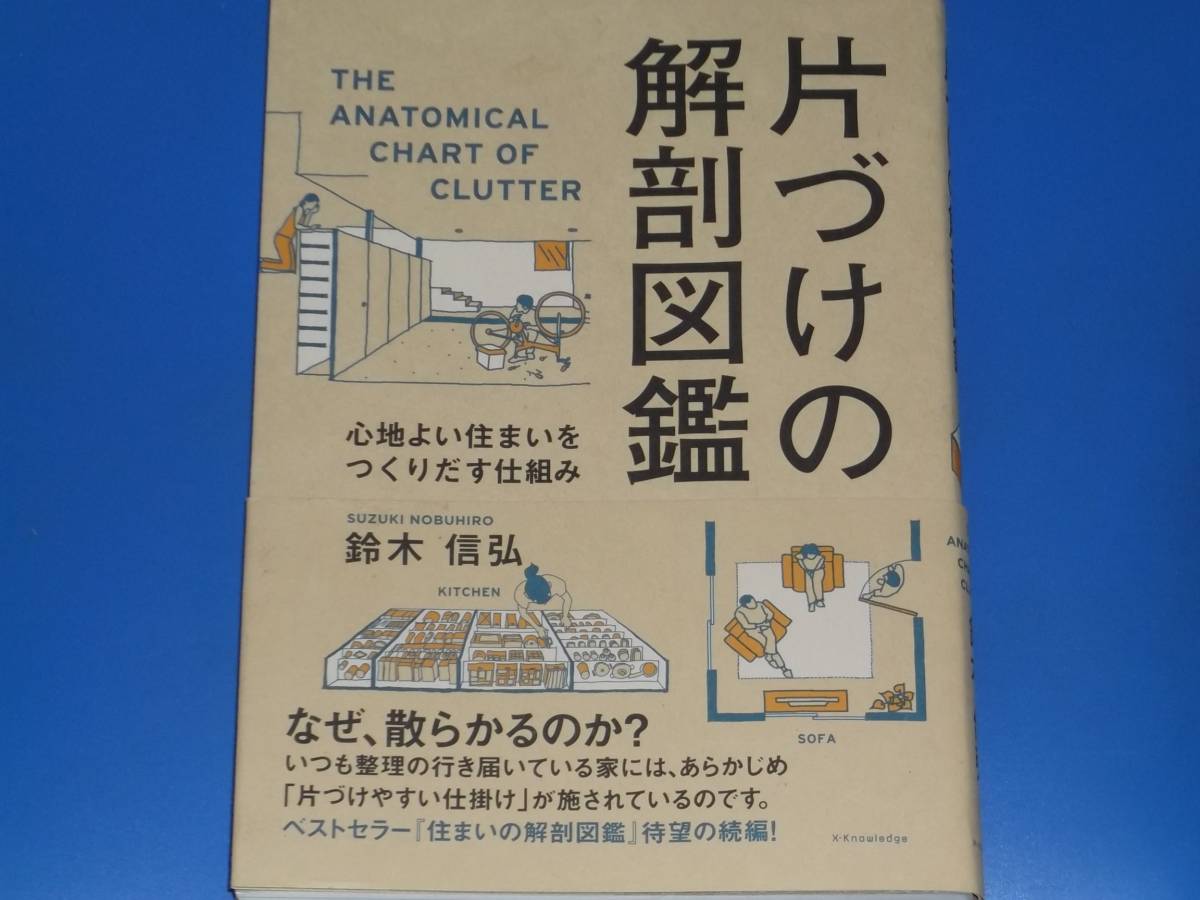 片づけの
解剖図鑑
THE
ANATOMICAL
CHART OF
CLUTTER
心地よい住まいを
つくりだす仕組み
SUZUKI NOBUHIRO
鈴木 信弘
KITCHEN
SOFA
なぜ、散らかるのか?
いつも整理の行き届いている家には、あらかじめ
「片づけやすい仕掛け」が施されているのです。
ベストセラー『住まいの解剖図鑑』待望の続編!
X-Knowledge